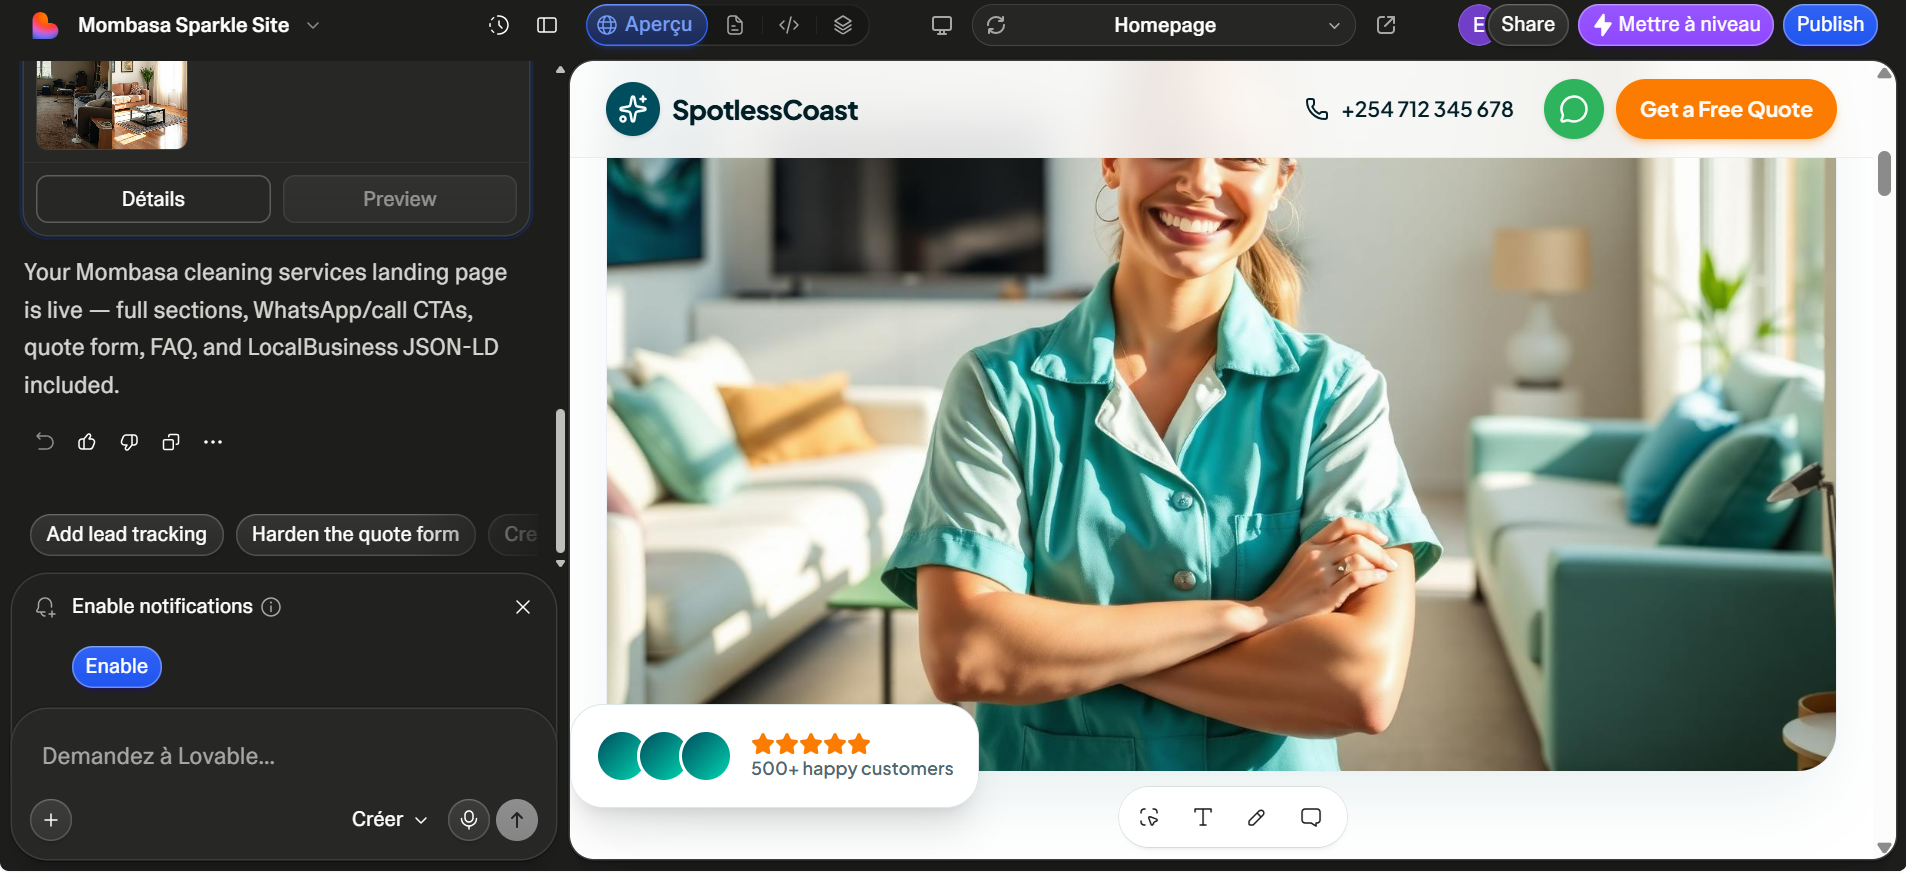 Mombasa Sparkle Site
Aperçu
Homepage
E
Share
Mettre à niveau
Publish
Détails
Preview
Your Mombasa cleaning services landing page
is live — full sections, WhatsApp/call CTAs,
quote form, FAQ, and LocalBusiness JSON-LD
included.
Add lead tracking
Harden the quote form
Cre
Enable notifications
Enable
Demandez à Lovable...
Créer
SpotlessCoast
+254 712 345 678
Get a Free Quote
500+ happy customers